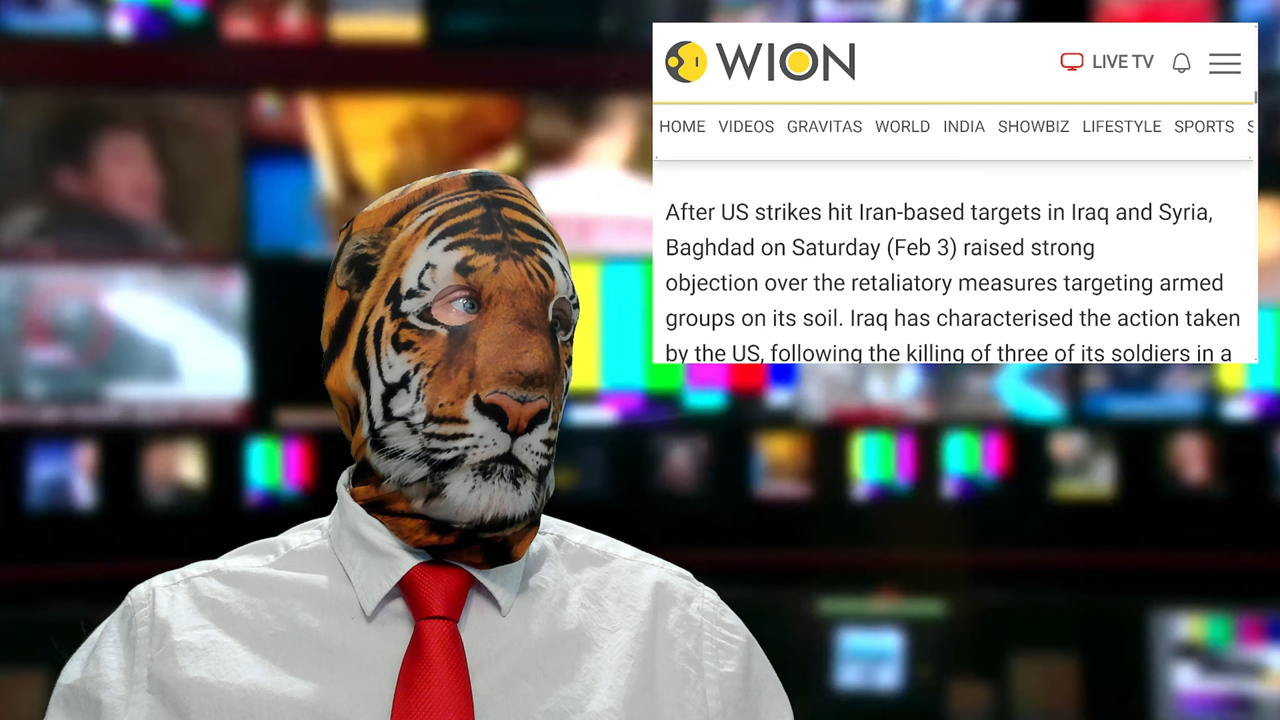 WION
LIVE TV
HOME VIDEOS GRAVITAS WORLD INDIA SHOWBIZ LIFESTYLE SPORTS S
After US strikes hit Iran-based targets in Iraq and Syria,
Baghdad on Saturday (Feb 3) raised strong
objection over the retaliatory measures targeting armed
groups on its soil. Iraq has characterised the action taken
by the US, following the killing of three of its soldiers in a